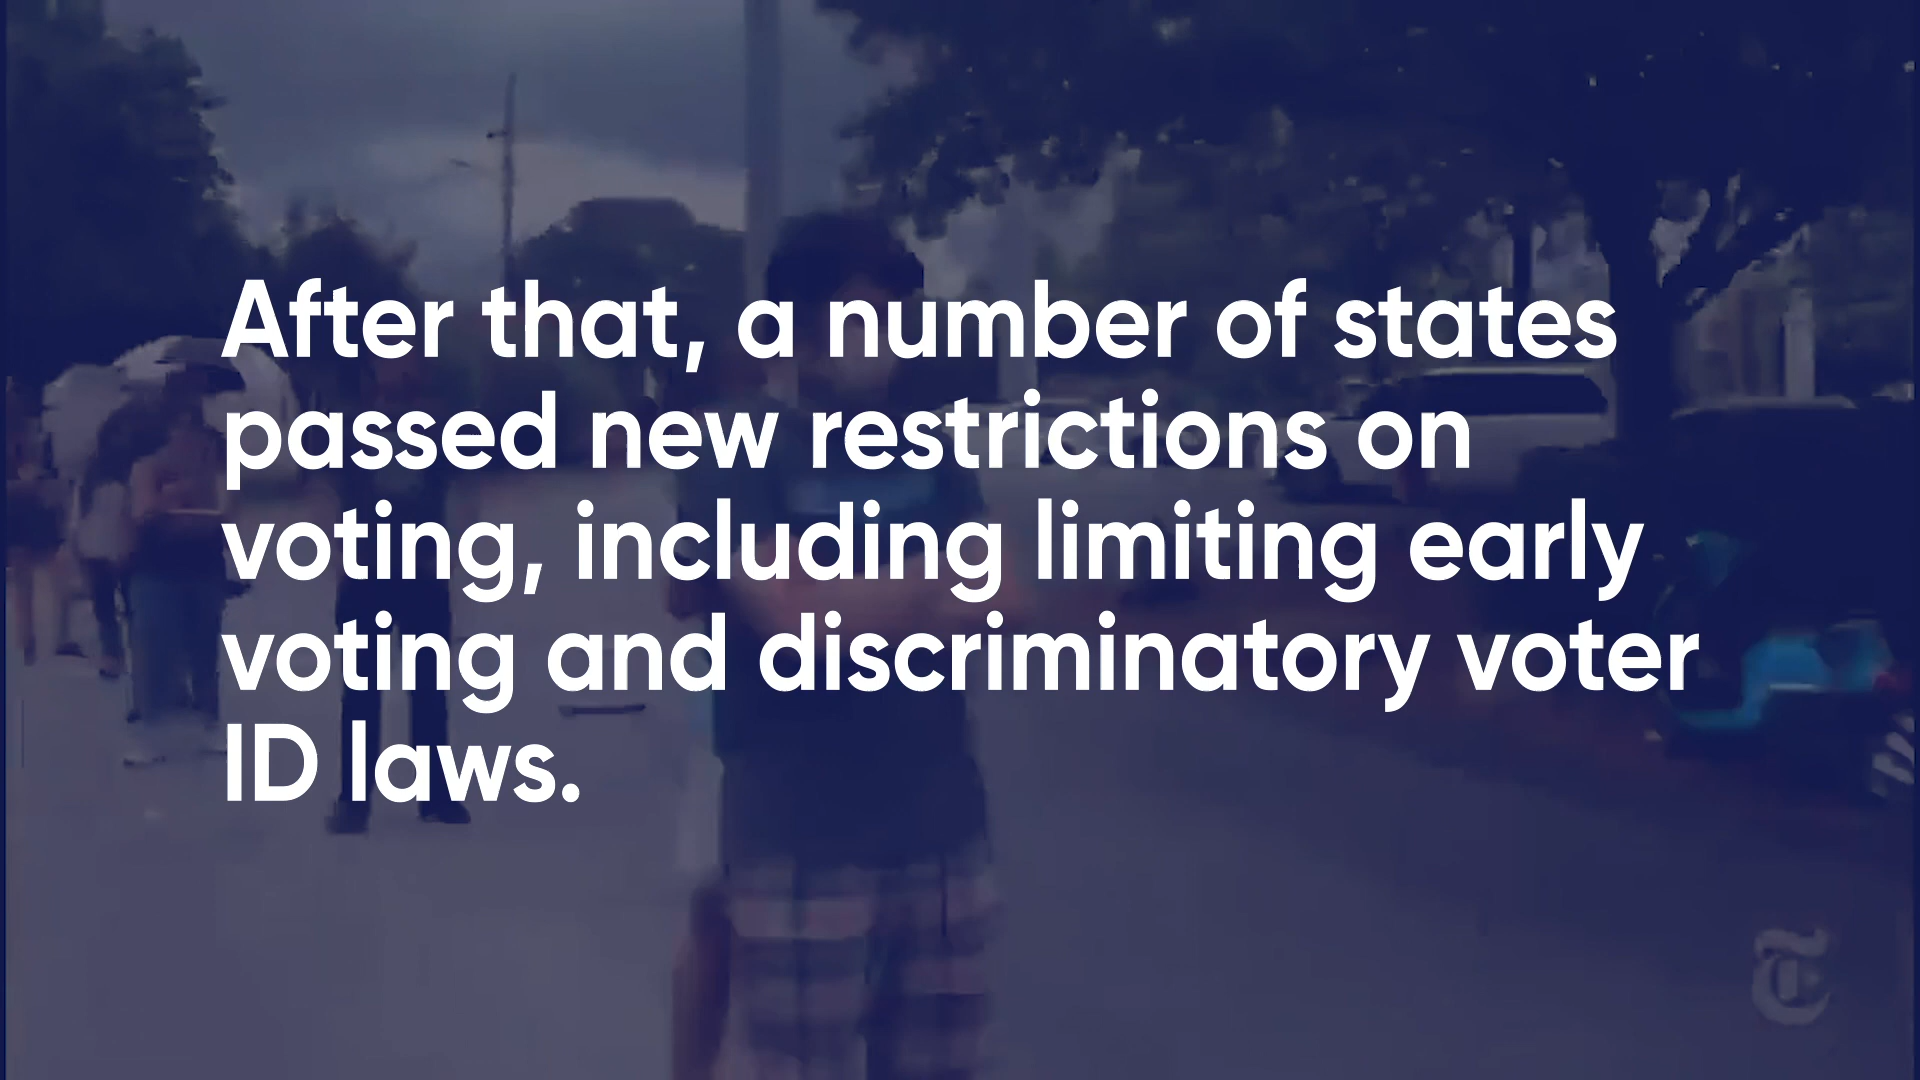 After that, a number of states
passed new restrictions on
voting, including limiting early
voting and discriminatory voter
ID laws.
T